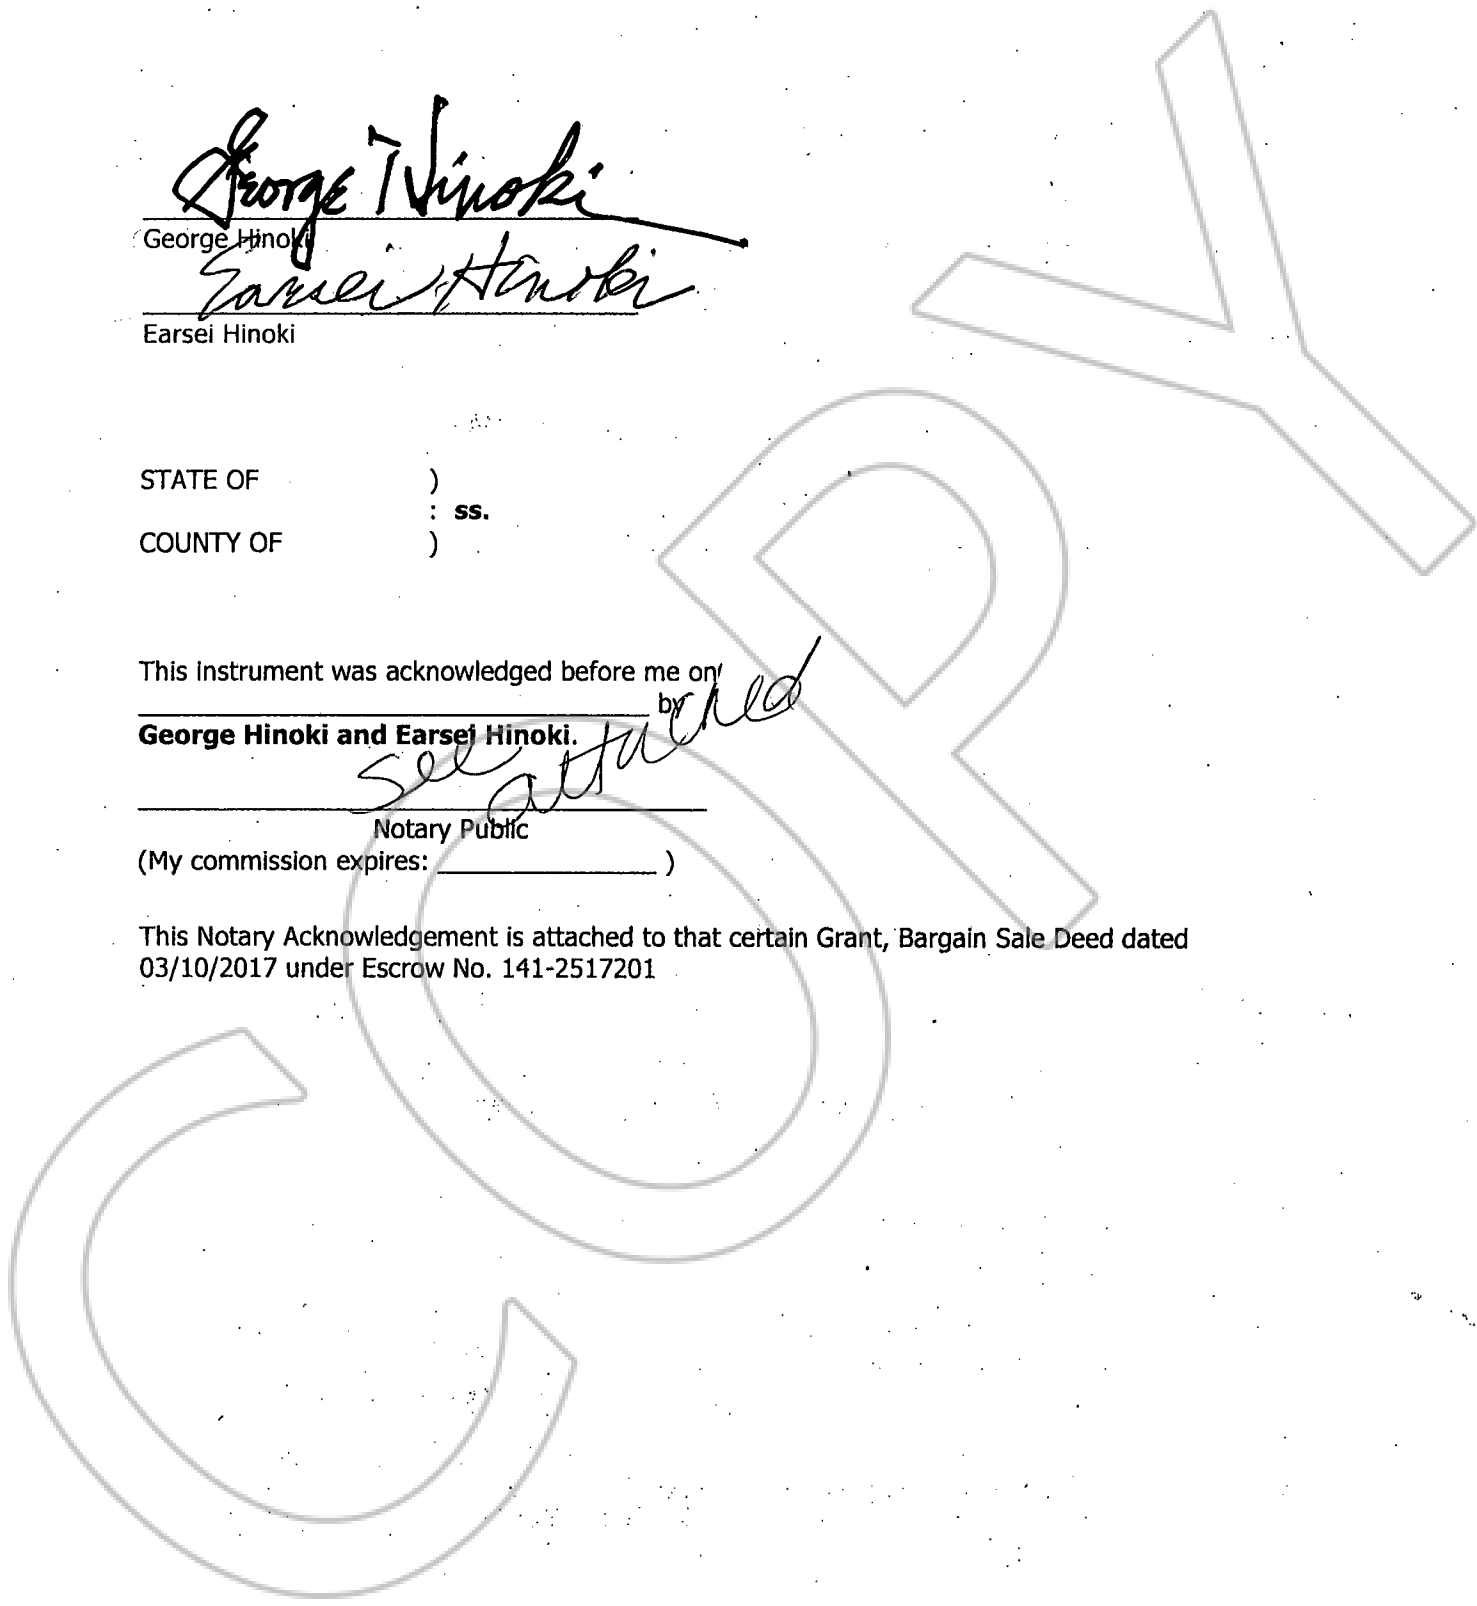 George T Hinoki
George Hinoki
Earsei Hinoki
Earsei Hinoki
STATE OF )
: ss.
COUNTY OF )
This instrument was acknowledged before me on
by
George Hinoki and Earsei Hinoki.
see attached
Notary Public
(My commission expires: )
This Notary Acknowledgement is attached to that certain Grant, Bargain Sale Deed dated
03/10/2017 under Escrow No. 141-2517201
COPY